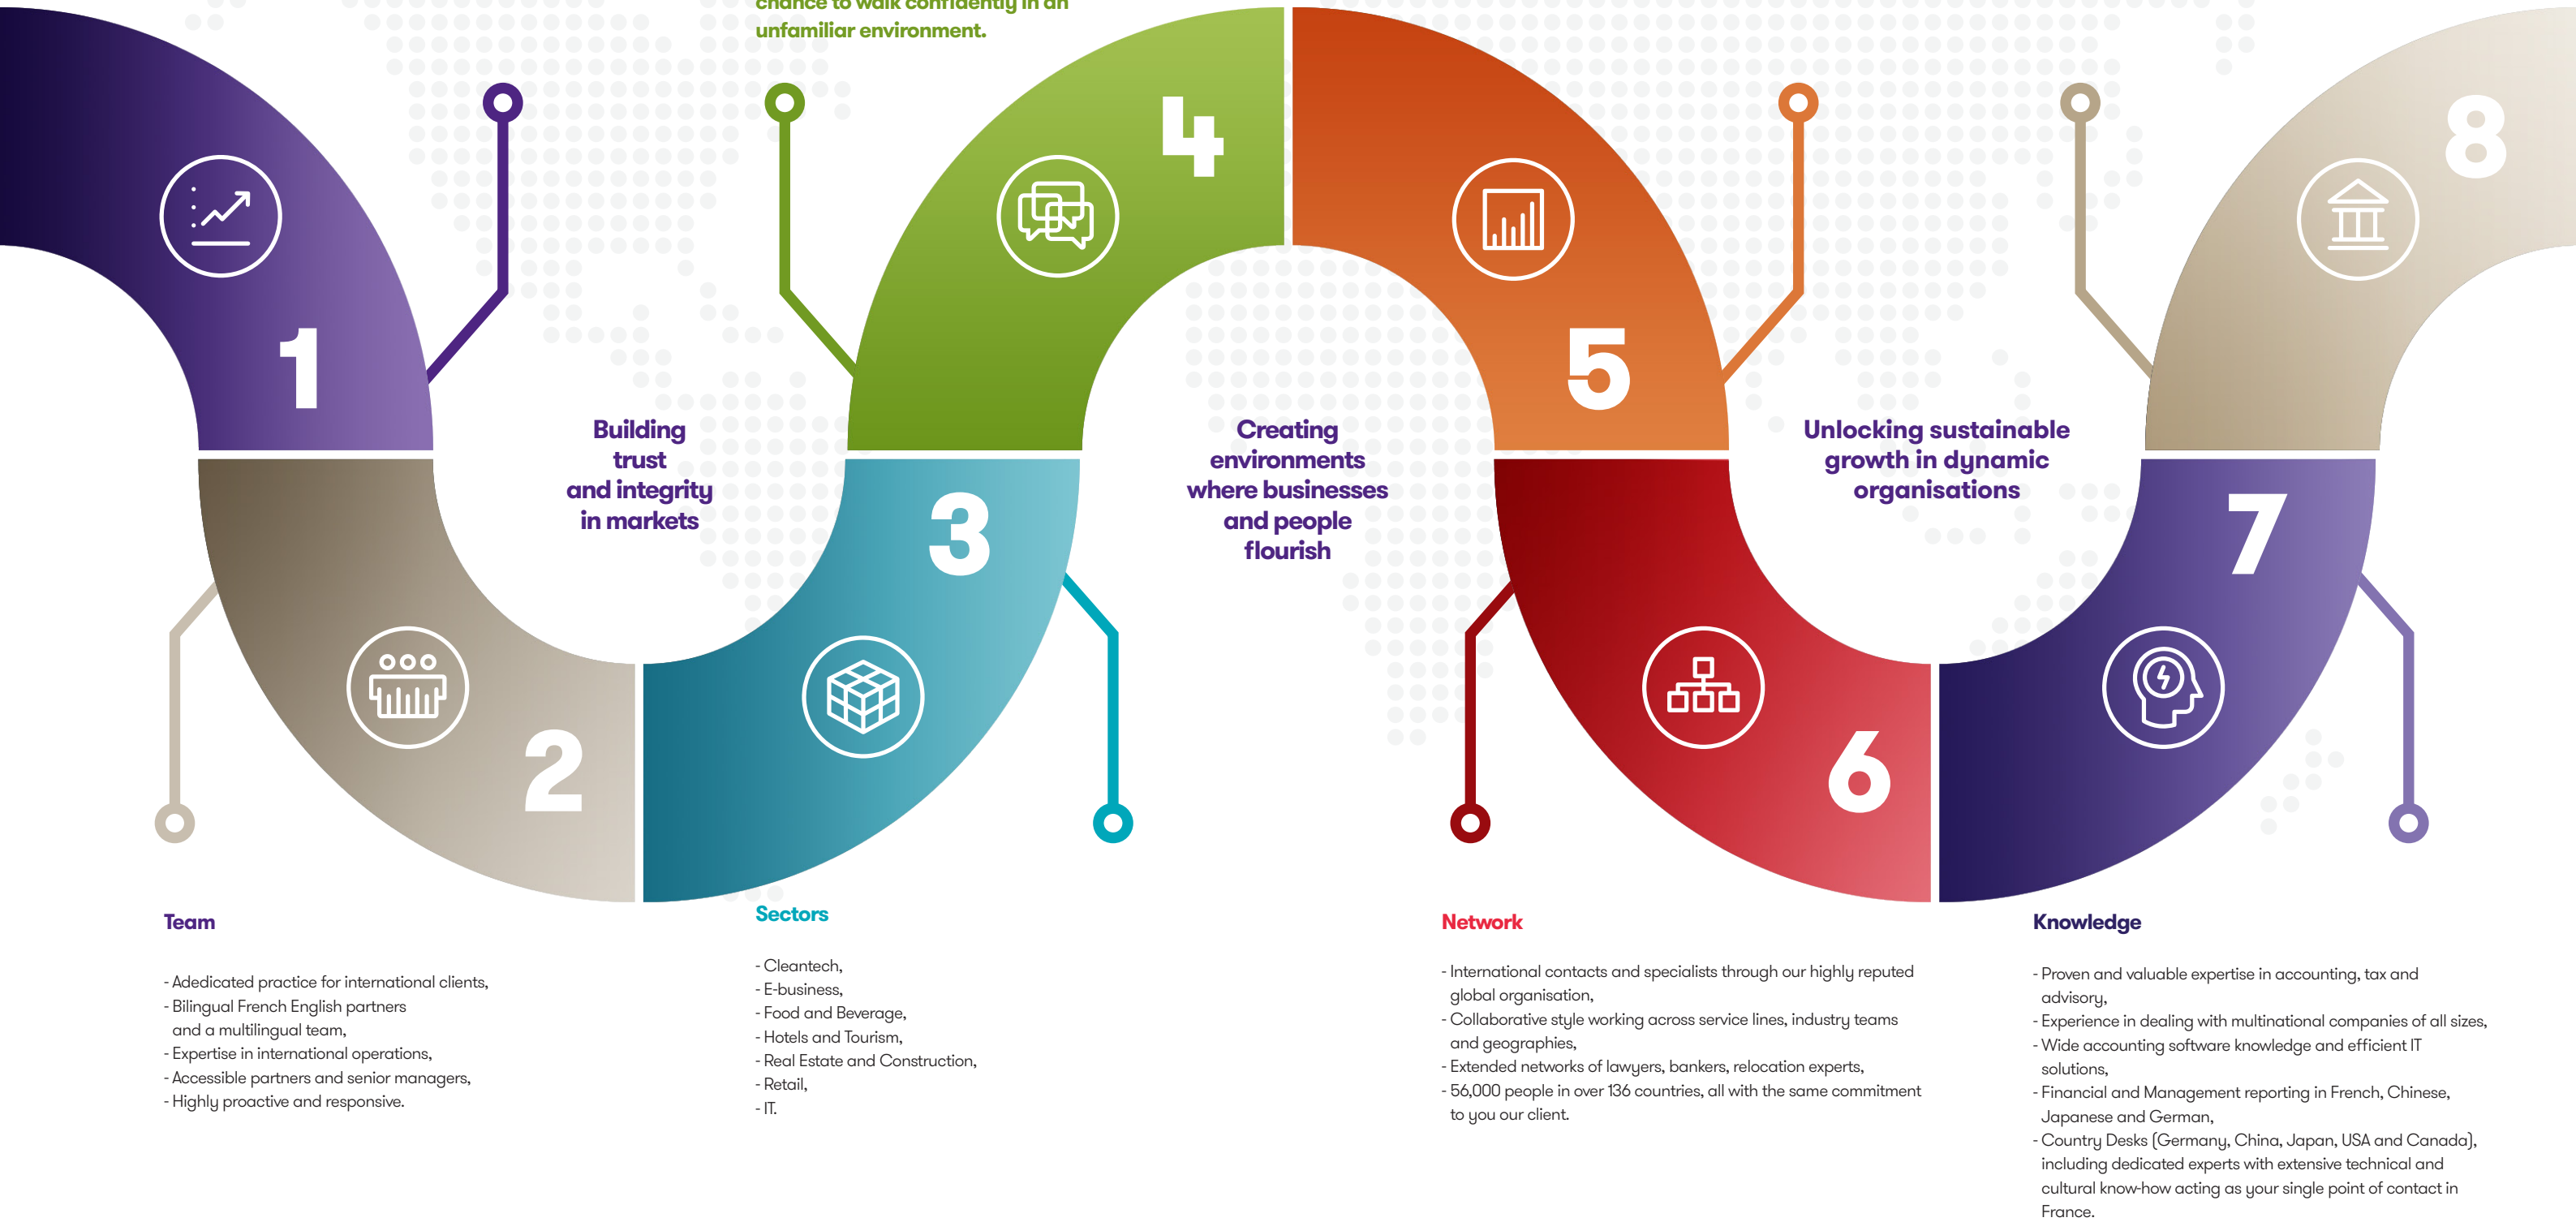 chance to walk confidently in an
unfamiliar environment.
1
2
3
4
5
6
7
8
Building
trust
and integrity
in markets
Creating
environments
where businesses
and people
flourish
Unlocking sustainable
growth in dynamic
organisations
Team
- Adedicated practice for international clients,
- Bilingual French English partners
and a multilingual team,
- Expertise in international operations,
- Accessible partners and senior managers,
- Highly proactive and responsive.
Sectors
- Cleantech,
- E-business,
- Food and Beverage,
- Hotels and Tourism,
- Real Estate and Construction,
- Retail,
- IT.
Network
- International contacts and specialists through our highly reputed
global organisation,
- Collaborative style working across service lines, industry teams
and geographies,
- Extended networks of lawyers, bankers, relocation experts,
- 56,000 people in over 136 countries, all with the same commitment
to you our client.
Knowledge
- Proven and valuable expertise in accounting, tax and
advisory,
- Experience in dealing with multinational companies of all sizes,
- Wide accounting software knowledge and efficient IT
solutions,
- Financial and Management reporting in French, Chinese,
Japanese and German,
- Country Desks (Germany, China, Japan, USA and Canada),
including dedicated experts with extensive technical and
cultural know-how acting as your single point of contact in
France.